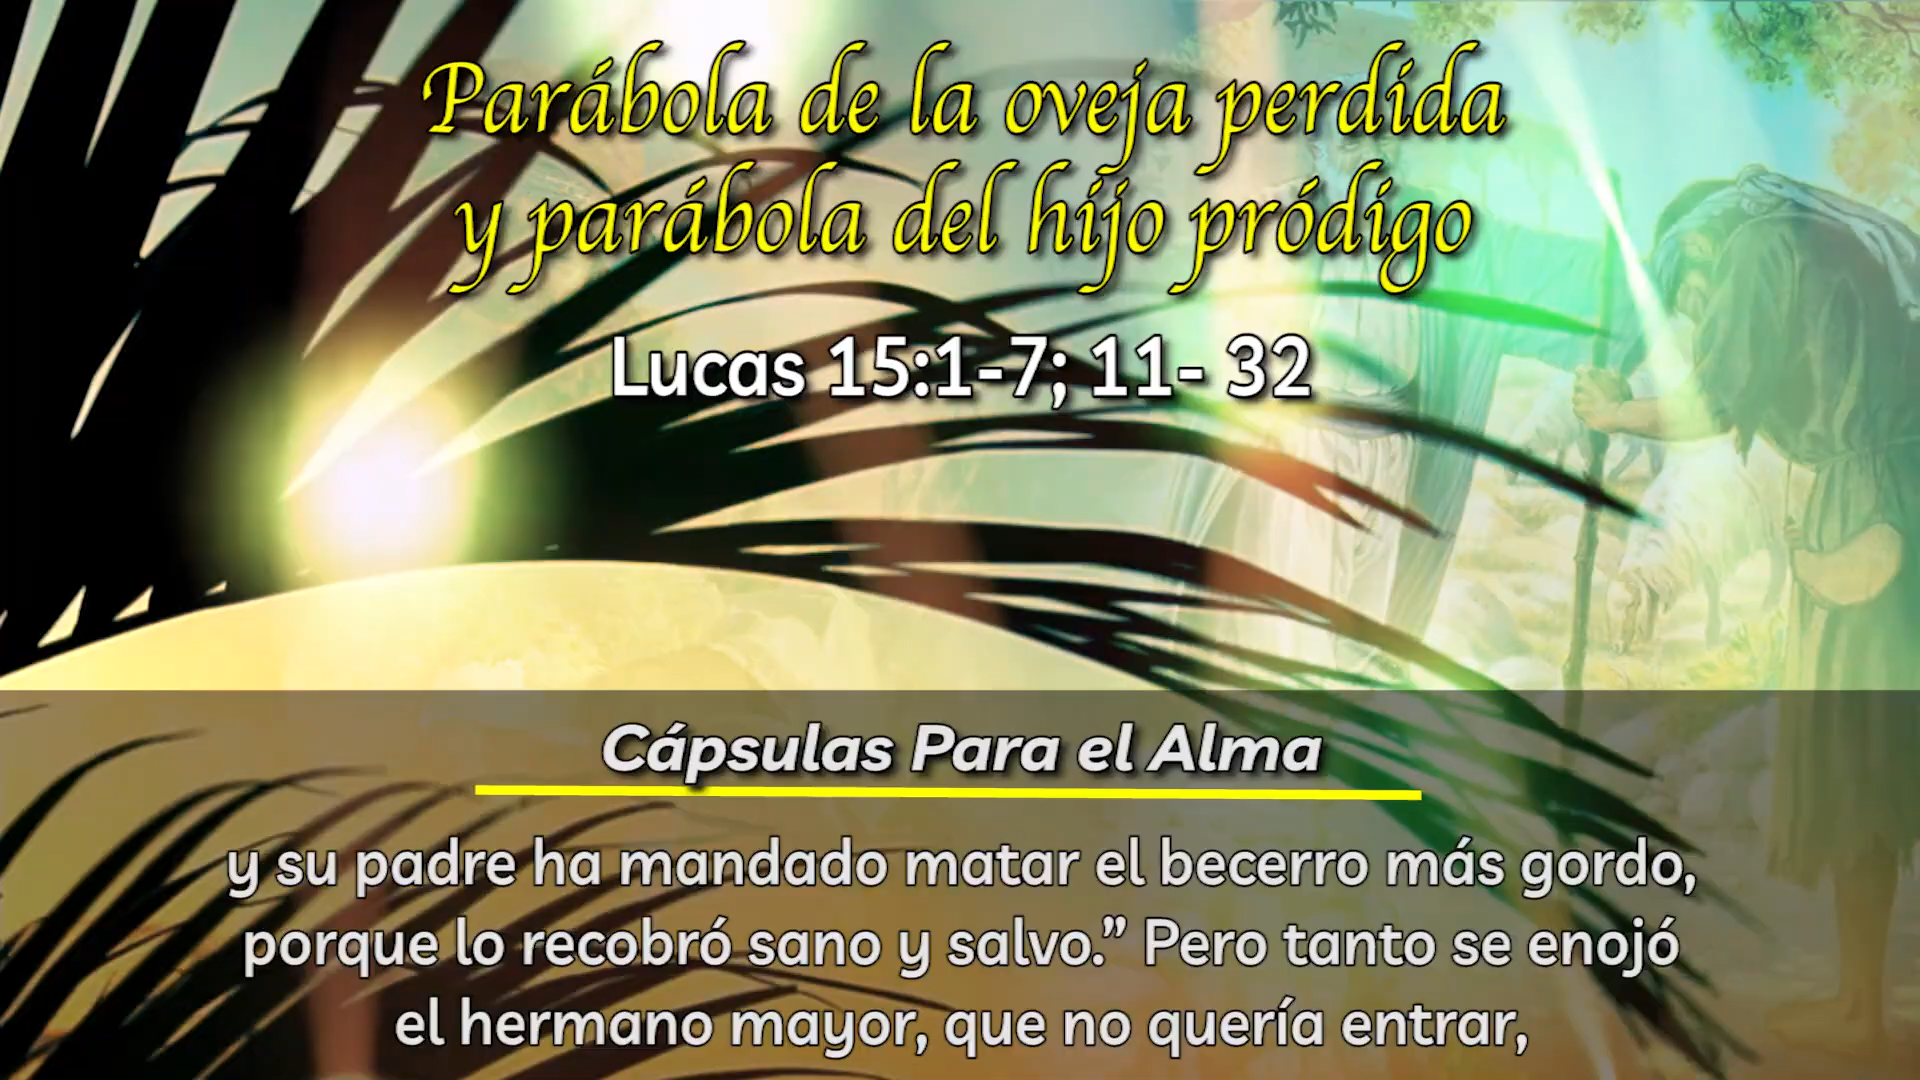 Parábola de la oveja perdida
y parábola del hijo pródigo
Lucas 15:1-7; 11- 32
Cápsulas Para el Alma
y su padre ha mandado matar el becerro más gordo,
porque lo recobró sano y salvo.” Pero tanto se enojó
el hermano mayor, que no quería entrar,